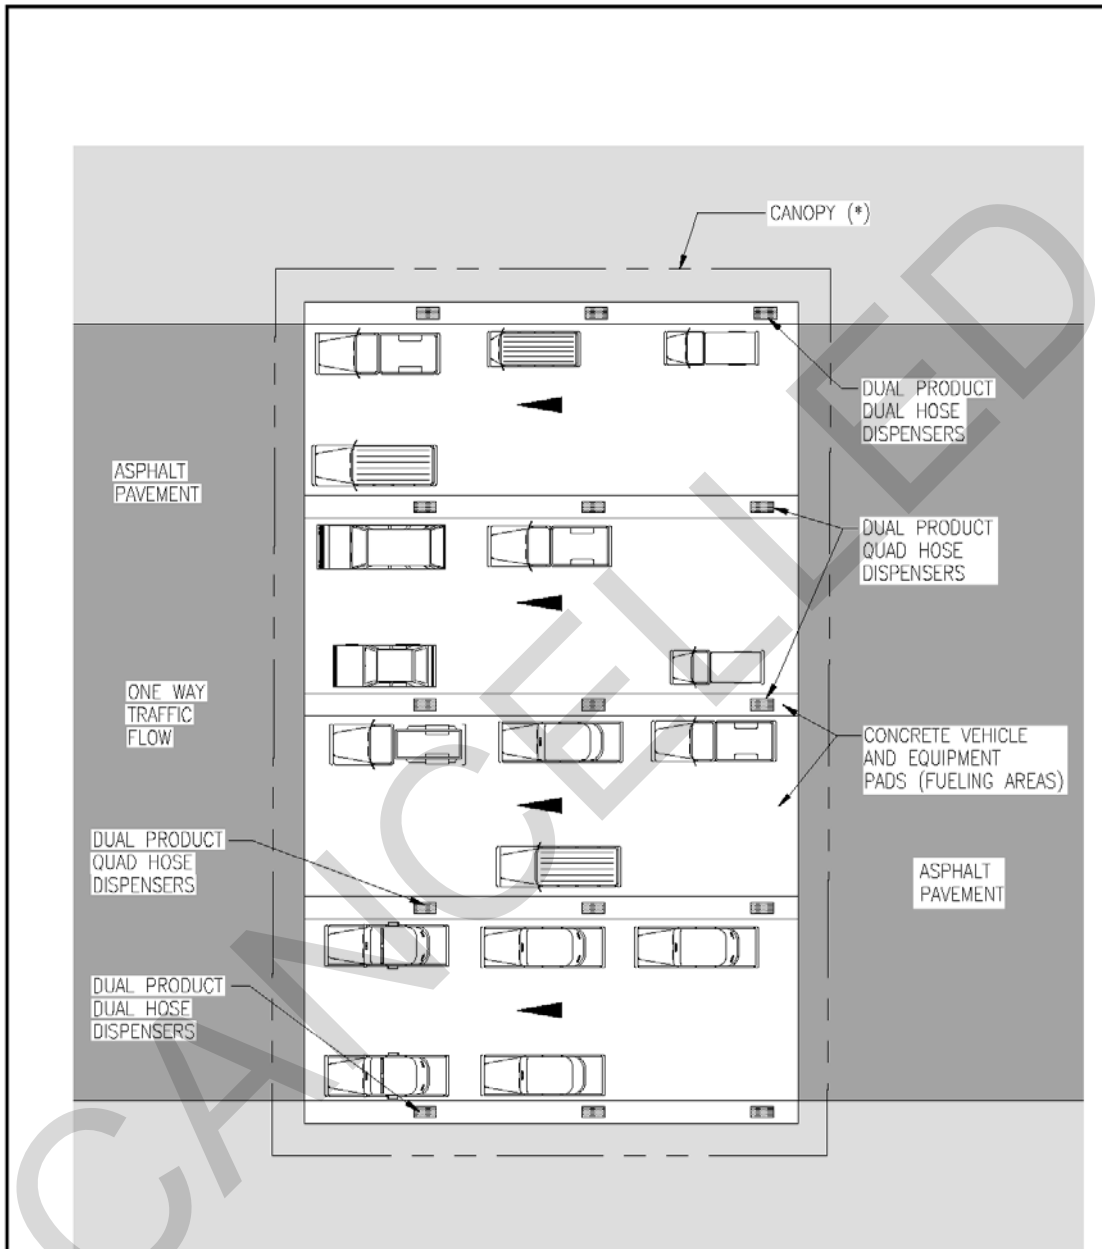 CANOPY (*)
DUAL PRODUCT
DUAL HOSE
DISPENSERS
ASPHALT
PAVEMENT
DUAL PRODUCT
QUAD HOSE
DISPENSERS
ONE WAY
TRAFFIC
FLOW
CONCRETE VEHICLE
AND EQUIPMENT
PADS (FUELING AREAS)
DUAL PRODUCT
QUAD HOSE
DISPENSERS
ASPHALT
PAVEMENT
DUAL PRODUCT
DUAL HOSE
DISPENSERS
CANCELLED